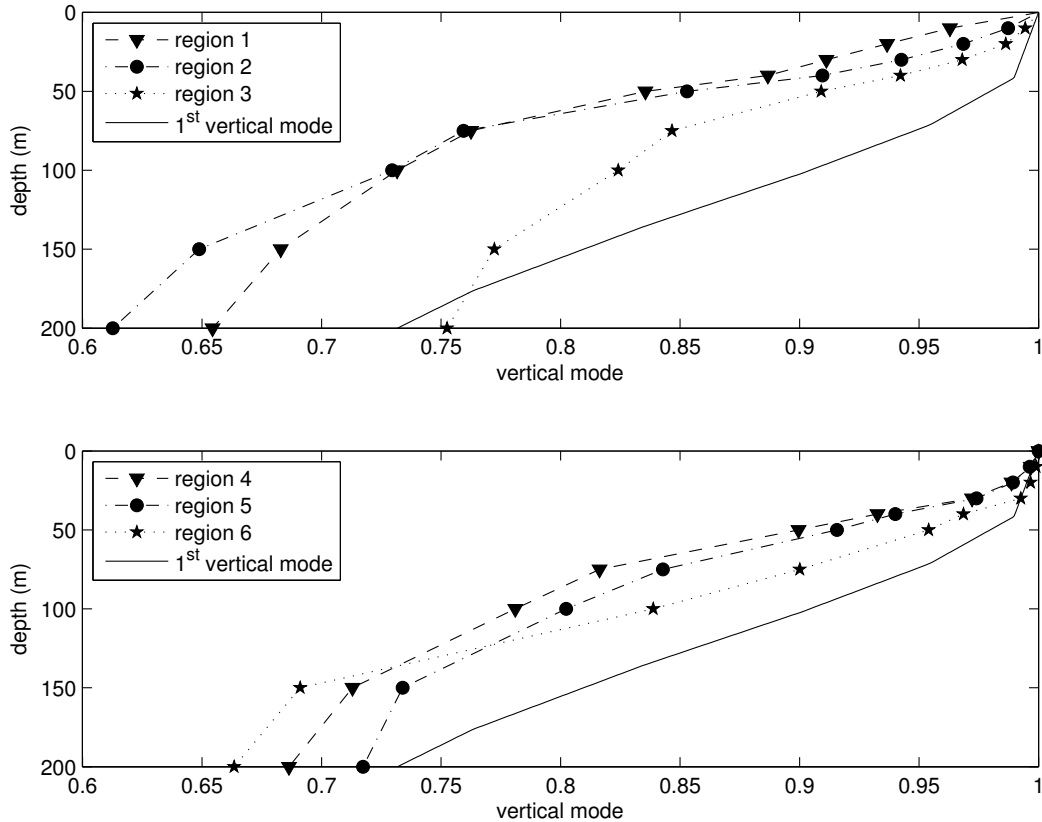 0
50
100
150
200
depth (m)
region 1
region 2
region 3
1st vertical mode
0.6 0.65 0.7 0.75 0.8 0.85 0.9 0.95 1
vertical mode
0
50
100
150
200
depth (m)
region 4
region 5
region 6
1st vertical mode
0.6 0.65 0.7 0.75 0.8 0.85 0.9 0.95 1
vertical mode